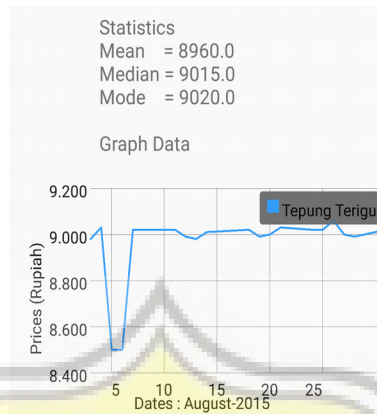 Statistics
Mean = 8960.0
Median = 9015.0
Mode = 9020.0
Graph Data
9.200
9.000
8.800
8.600
8.400
Prices (Rupiah)
Tepung Terigu
5 10 15 20 25
Dates : August-2015